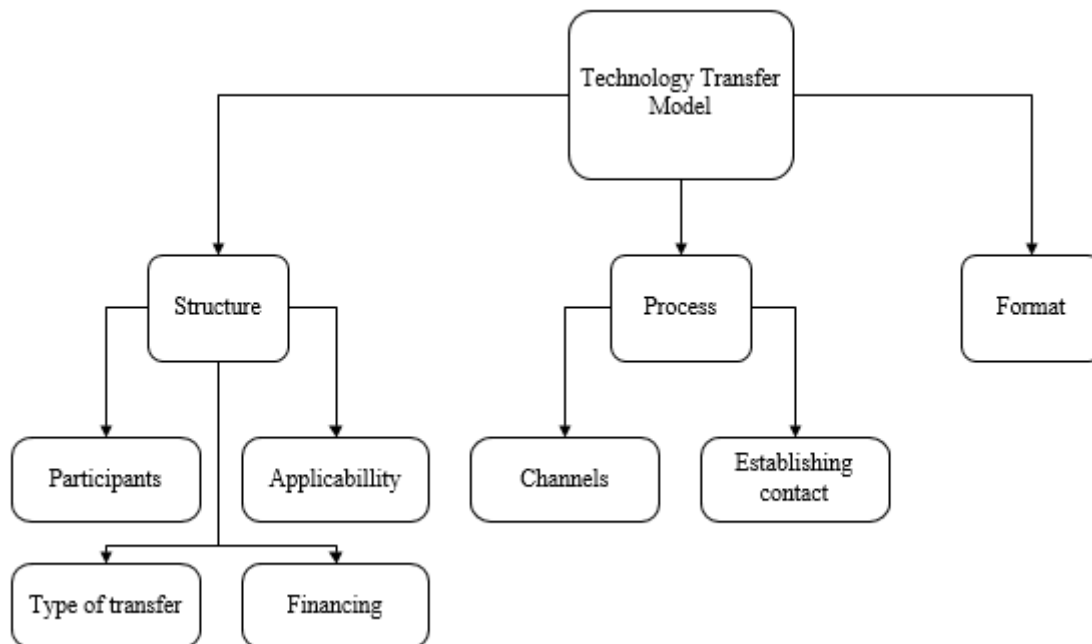 Technology Transfer
Model
Structure
Process
Format
Participants
Applicabillity
Channels
Establishing
contact
Type of transfer
Financing